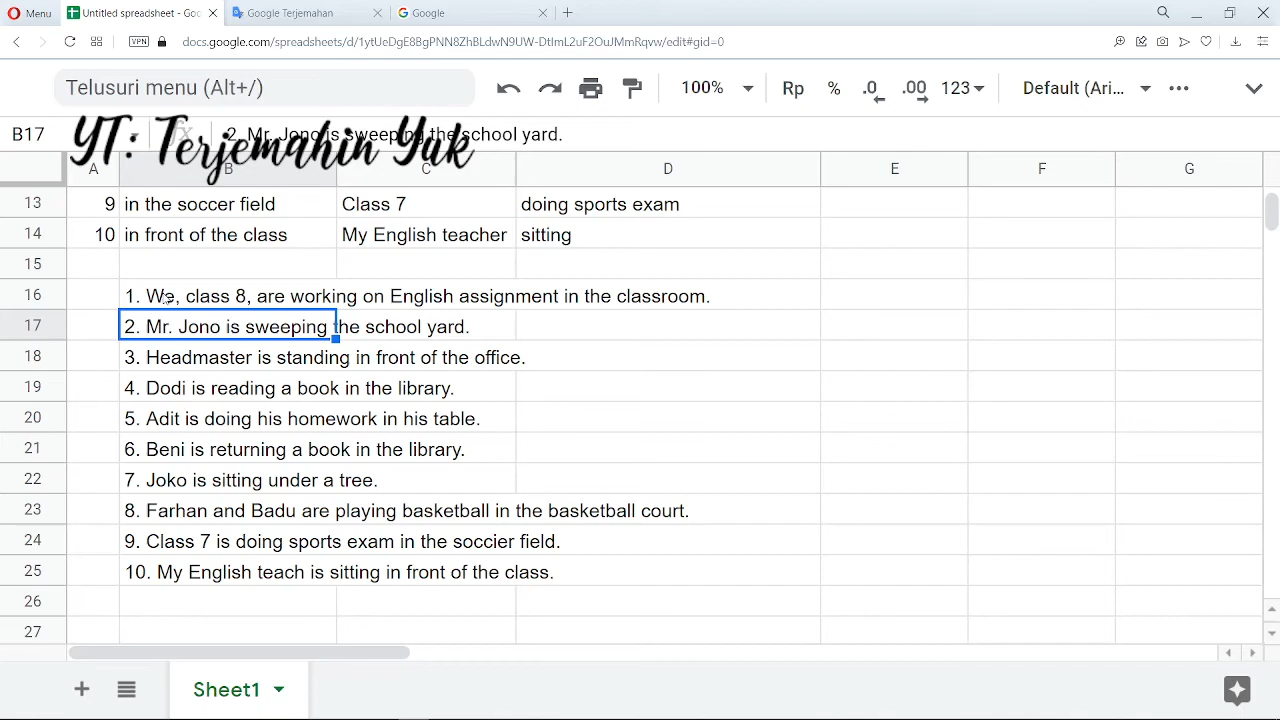 Menu
Untitled spreadsheet - Goo
Google Terjemahan
Google
VPN
docs.google.com/spreadsheets/d/1ytUeDgE8BgPNN8ZhBLdwN9UW-DtImL2uF2OuJMmRqvw/edit#gid=0
Telusuri menu (Alt+/)
100%
Rp
%
.0
.00
123
Default (Ari...
B17
2. Mr. Jono is sweeping the school yard.
YT: Terjemahin Yuk
A B C D E F G
13 9 in the soccer field Class 7 doing sports exam
14 10 in front of the class My English teacher sitting
15
16 1. We, class 8, are working on English assignment in the classroom.
17 2. Mr. Jono is sweeping the school yard.
18 3. Headmaster is standing in front of the office.
19 4. Dodi is reading a book in the library.
20 5. Adit is doing his homework in his table.
21 6. Beni is returning a book in the library.
22 7. Joko is sitting under a tree.
23 8. Farhan and Badu are playing basketball in the basketball court.
24 9. Class 7 is doing sports exam in the soccier field.
25 10. My English teach is sitting in front of the class.
26
27
Sheet1